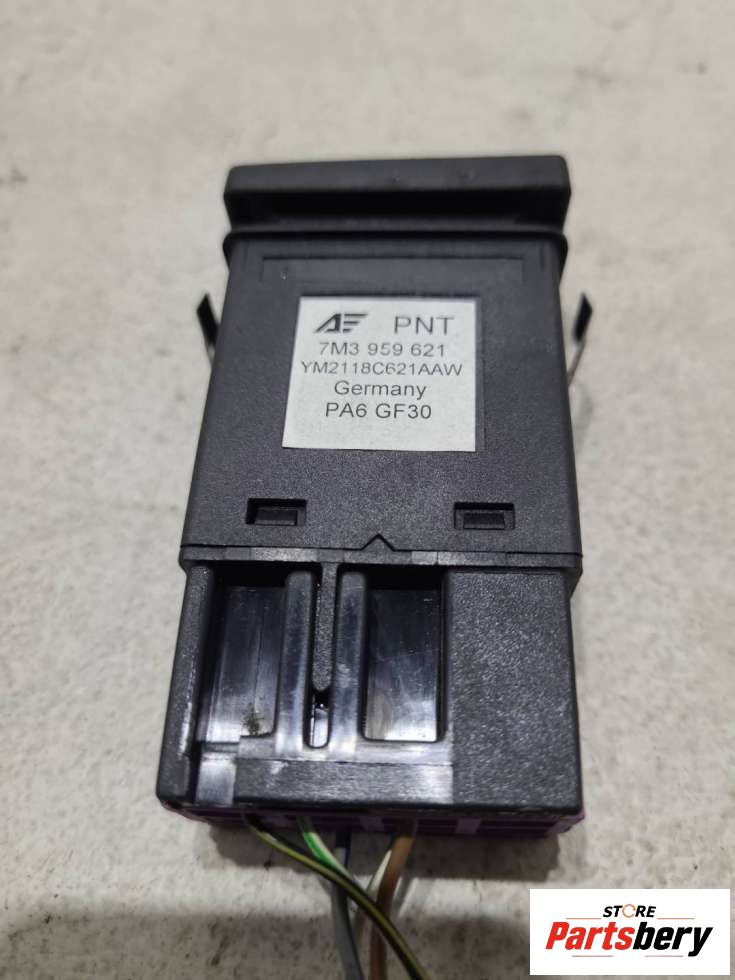 AF PNT
7M3 959 621
YM2118C621AAW
Germany
PA6 GF30
STORE
Partsbery